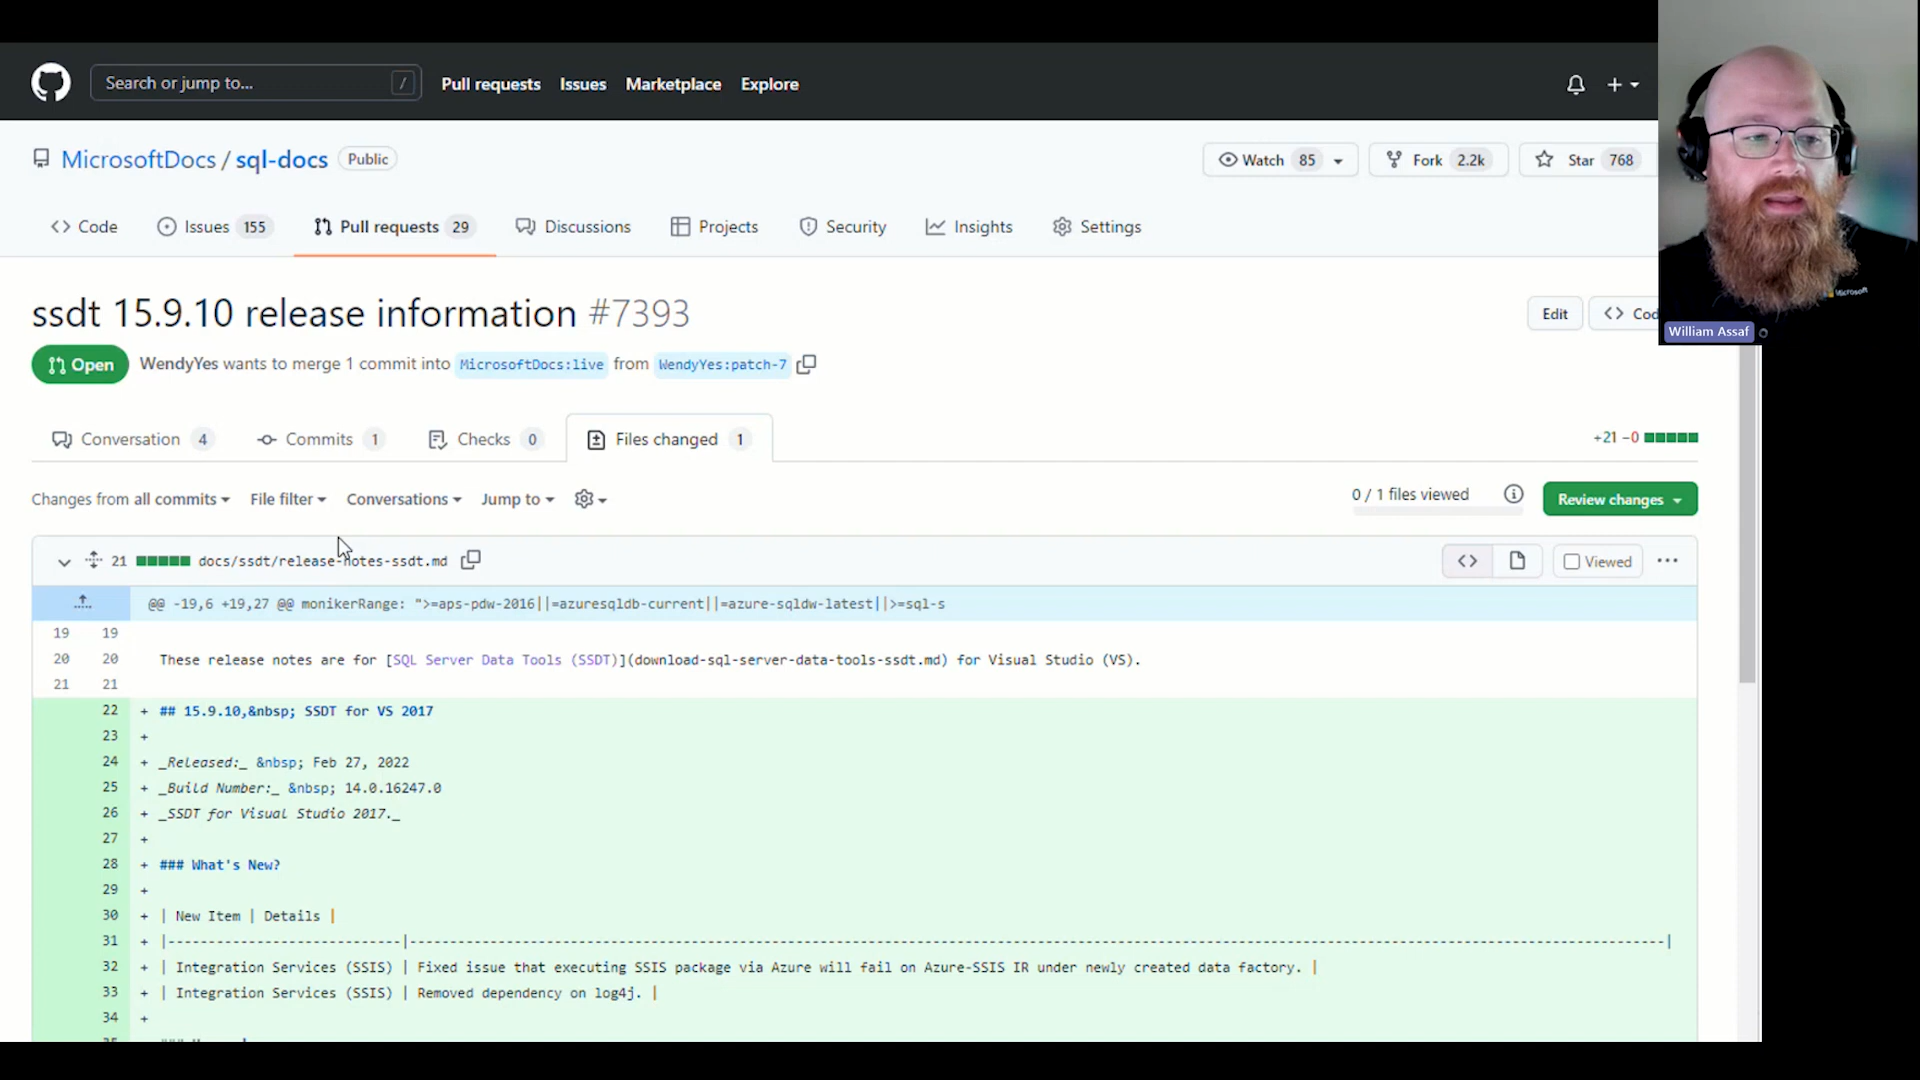 Search or jump to... /
Pull requests Issues Marketplace Explore
MicrosoftDocs / sql-docs Public
Watch 85 Fork 2.2k Star 768
Code Issues 155 Pull requests 29 Discussions Projects Security Insights Settings
ssdt 15.9.10 release information #7393
Edit <> Cod
Open WendyYes wants to merge 1 commit into MicrosoftDocs:live from WendyYes:patch-7
Conversation 4 Commits 1 Checks 0 Files changed 1
+21 −0
Changes from all commits File filter Conversations Jump to
0 / 1 files viewed Review changes
21 docs/ssdt/release-notes-ssdt.md Viewed
@@ -19,6 +19,27 @@ monikerRange: ">=aps-pdw-2016||=azuresqldb-current||=azure-sqldw-latest||>=sql-s
19 19
20 20 These release notes are for [SQL Server Data Tools (SSDT)](download-sql-server-data-tools-ssdt.md) for Visual Studio (VS).
21 21
22 + ## 15.9.10,&nbsp; SSDT for VS 2017
23 +
24 + _Released:_ &nbsp; Feb 27, 2022
25 + _Build Number:_ &nbsp; 14.0.16247.0
26 + _SSDT for Visual Studio 2017._
27 +
28 + ### What's New?
29 +
30 + | New Item | Details |
31 + |-----------------------------|------------------------------------------------------------------------------------------------------------------------------------------------------------|
32 + | Integration Services (SSIS) | Fixed issue that executing SSIS package via Azure will fail on Azure-SSIS IR under newly created data factory. |
33 + | Integration Services (SSIS) | Removed dependency on log4j. |
34 +
Microsoft
William Assaf